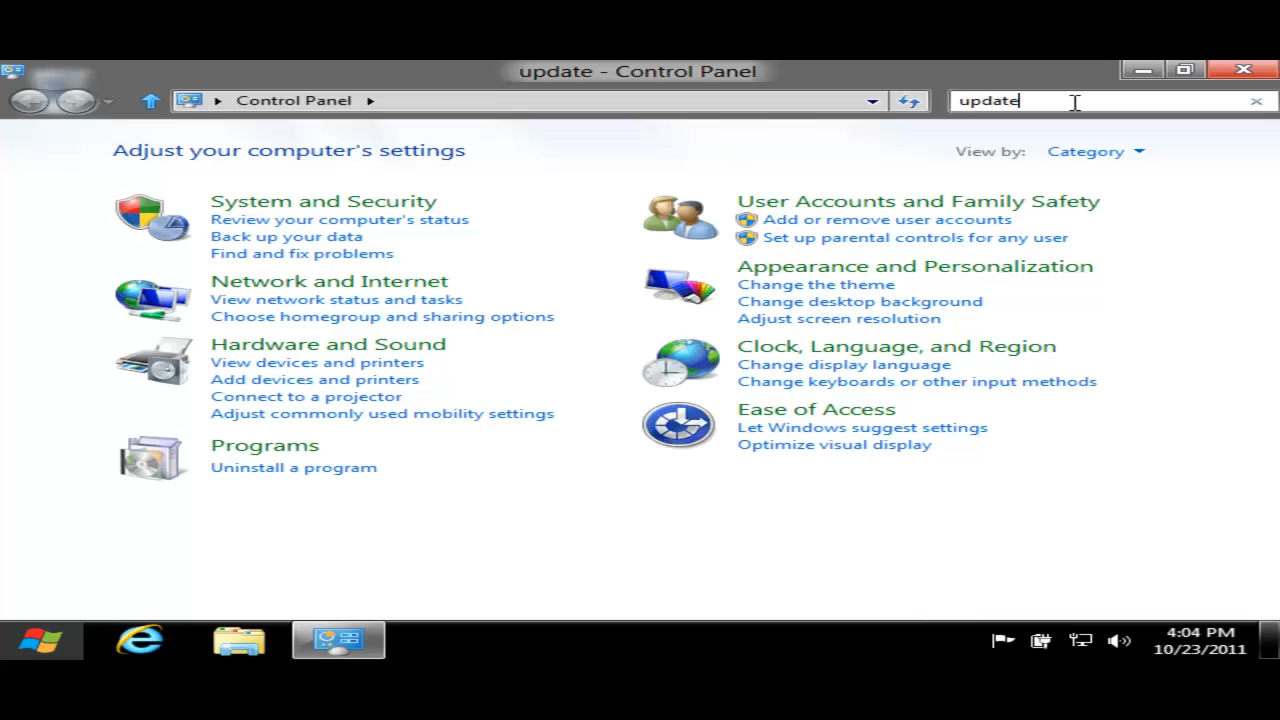 update - Control Panel
Control Panel
update
Adjust your computer's settings
View by: Category
System and Security
Review your computer's status
Back up your data
Find and fix problems
Network and Internet
View network status and tasks
Choose homegroup and sharing options
Hardware and Sound
View devices and printers
Add devices and printers
Connect to a projector
Adjust commonly used mobility settings
Programs
Uninstall a program
User Accounts and Family Safety
Add or remove user accounts
Set up parental controls for any user
Appearance and Personalization
Change the theme
Change desktop background
Adjust screen resolution
Clock, Language, and Region
Change display language
Change keyboards or other input methods
Ease of Access
Let Windows suggest settings
Optimize visual display
4:04 PM
10/23/2011